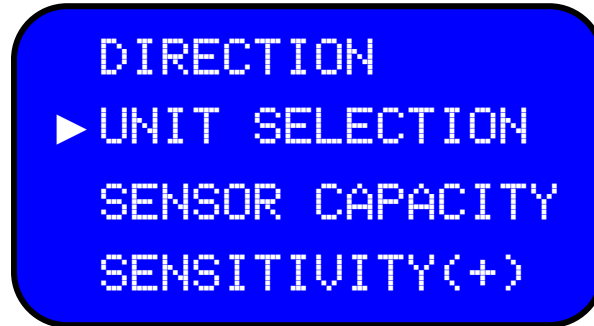 DIRECTION
►UNIT SELECTION
SENSOR CAPACITY
SENSITIVITY(+)